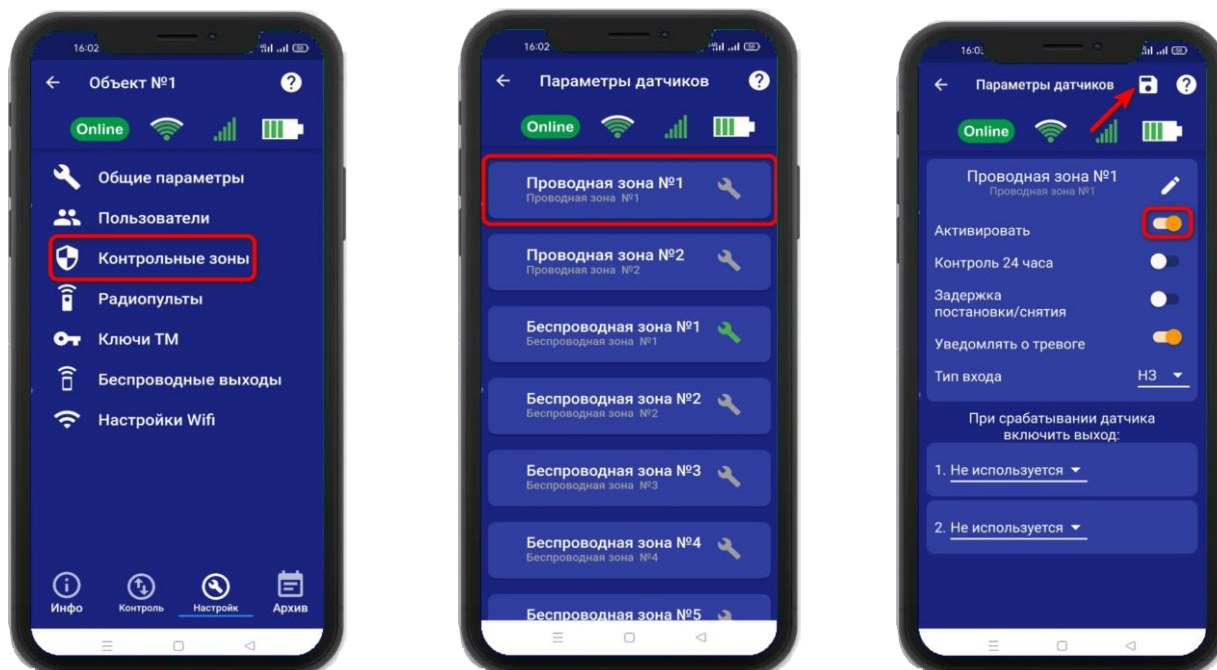 16:02
Объект №1
?
Online
Общие параметры
Пользователи
Контрольные зоны
Радиопульты
Ключи ТМ
Беспроводные выходы
Настройки Wifi
Инфо
Контроль
Настройк
Архив
16:02
Параметры датчиков
?
Online
Проводная зона №1
Проводная зона №1
Проводная зона №2
Проводная зона №2
Беспроводная зона №1
Беспроводная зона №1
Беспроводная зона №2
Беспроводная зона №2
Беспроводная зона №3
Беспроводная зона №3
Беспроводная зона №4
Беспроводная зона №4
Беспроводная зона №5
Параметры датчиков
?
Online
Проводная зона №1
Проводная зона №1
Активировать
Контроль 24 часа
Задержка
постановки/снятия
Уведомлять о тревоге
Тип входа
НЗ
При срабатывании датчика
включить выход:
1. Не используется
2. Не используется